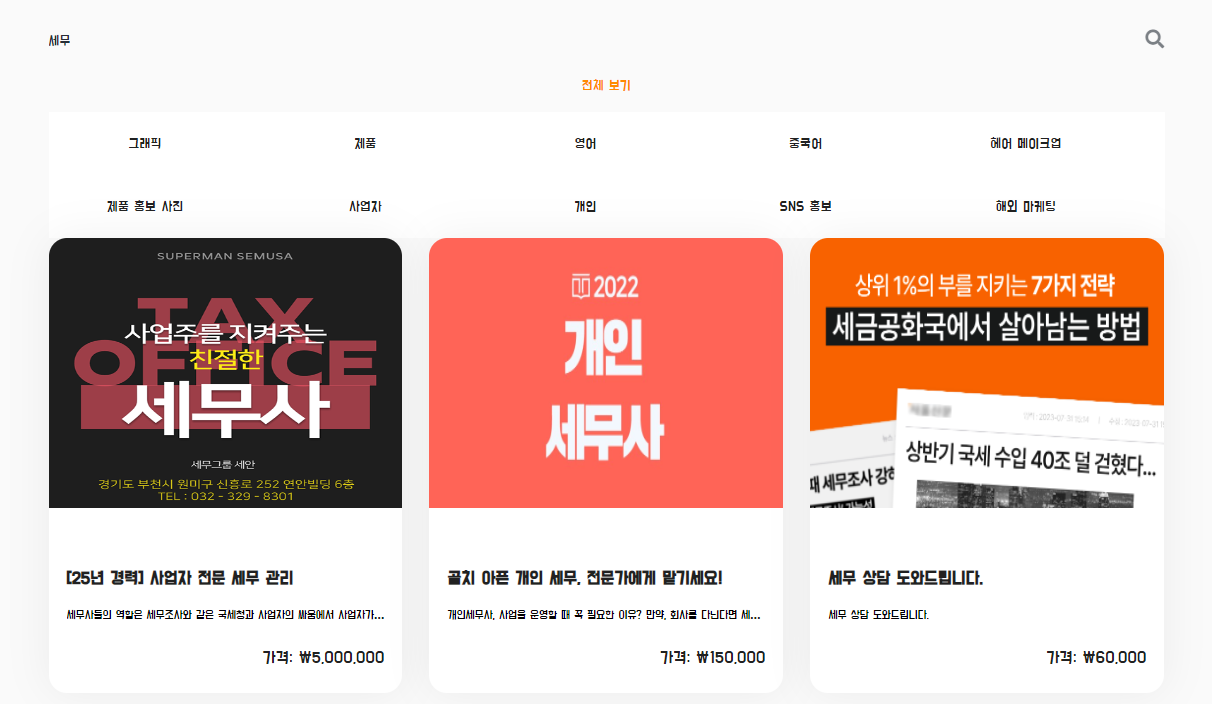 세무
전체 보기
그래픽 제품 영어 중국어 헤어 메이크업
제품 홍보 사진 사업자 개인 SNS 홍보 해외 마케팅
SUPERMAN SEMUSA
TAX
OFFICE
사업주를 지켜주는
친절한
세무사
세무그룹 세안
경기도 부천시 원미구 신흥로 252 연안빌딩 6층
TEL : 032 - 329 - 8301
[25년 경력] 사업자 전문 세무 관리
세무사들의 역할은 세무조사와 같은 국세청과 사업자의 싸움에서 사업자가...
가격: ₩5,000,000
2022
개인
세무사
골치 아픈 개인 세무, 전문가에게 맡기세요!
개인세무사, 사업을 운영할 때 꼭 필요한 이유? 만약, 회사를 다닌다면 세...
가격: ₩150,000
상위 1%의 부를 지키는 7가지 전략
세금공화국에서 살아남는 방법
상반기 국세 수입 40조 덜 걷혔다...
때 세무조사 강
세무 상담 도와드립니다.
세무 상담 도와드립니다.
가격: ₩60,000